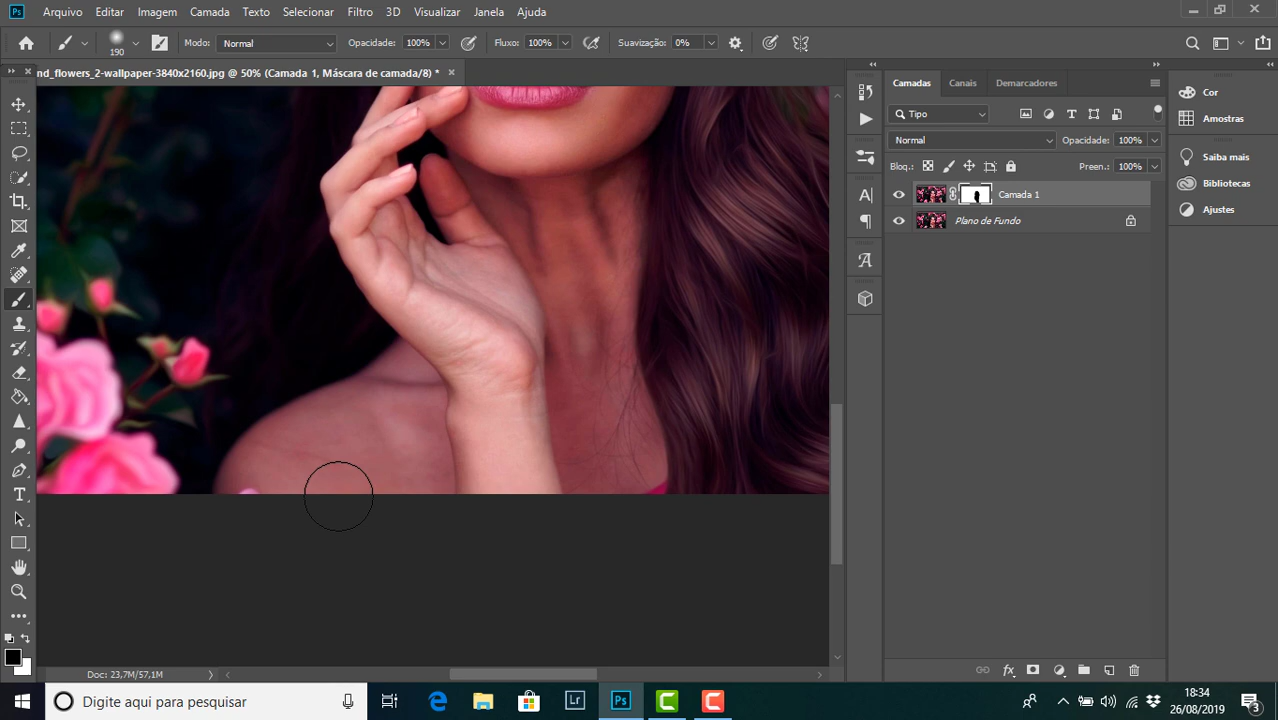 Ps Arquivo Editar Imagem Camada Texto Selecionar Filtro 3D Visualizar Janela Ajuda
190 Modo: Normal Opacidade: 100% Fluxo: 100% Suavização: 0%
nd_flowers_2-wallpaper-3840x2160.jpg @ 50% (Camada 1, Máscara de camada/8) *
Camadas Canais Demarcadores
Tipo
Normal Opacidade: 100%
Bloq.: Preen.: 100%
Camada 1
Plano de Fundo
Cor
Amostras
Saiba mais
Bibliotecas
Ajustes
Doc: 23,7M/57,1M
Digite aqui para pesquisar
Lr
Ps
18:34
26/08/2019
3